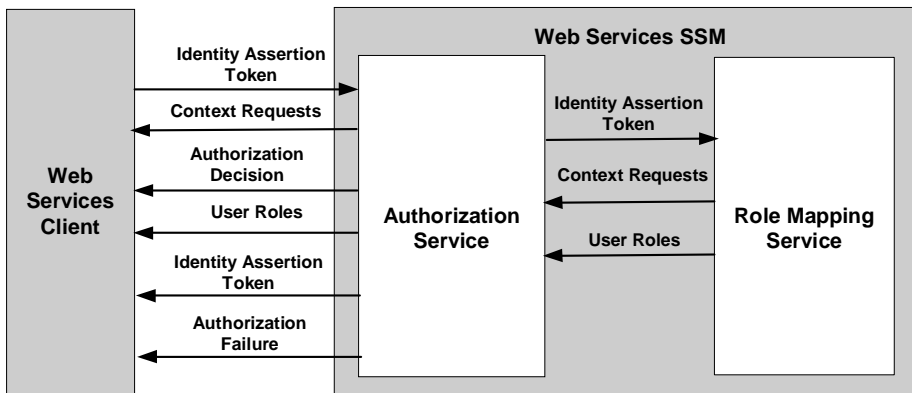 Web Services SSM
Identity Assertion
Token
Context Requests
Authorization
Decision
User Roles
Identity Assertion
Token
Authorization
Failure
Web
Services
Client
Authorization
Service
Identity Assertion
Token
Context Requests
User Roles
Role Mapping
Service